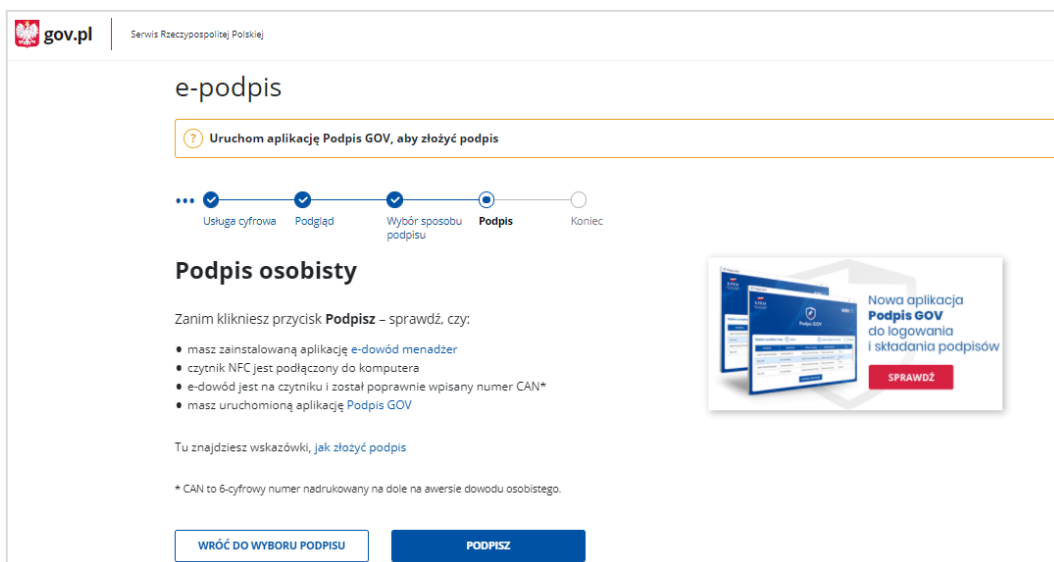 gov.pl
Serwis Rzeczypospolitej Polskiej
e-podpis
Uruchom aplikację Podpis GOV, aby złożyć podpis
Usługa cyfrowa
Podgląd
Wybór sposobu
podpisu
Podpis
Koniec
Podpis osobisty
Zanim klikniesz przycisk Podpisz – sprawdź, czy:
• masz zainstalowaną aplikację e-dowód menadżer
• czytnik NFC jest podłączony do komputera
• e-dowód jest na czytniku i został poprawnie wpisany numer CAN*
• masz uruchomioną aplikację Podpis GOV
Tu znajdziesz wskazówki, jak złożyć podpis
* CAN to 6-cyfrowy numer nadrukowany na dole na awersie dowodu osobistego.
WRÓĆ DO WYBORU PODPISU
PODPISZ
Podpis GOV
Nowa aplikacja
Podpis GOV
do logowania
i składania podpisów
SPRAWDŹ